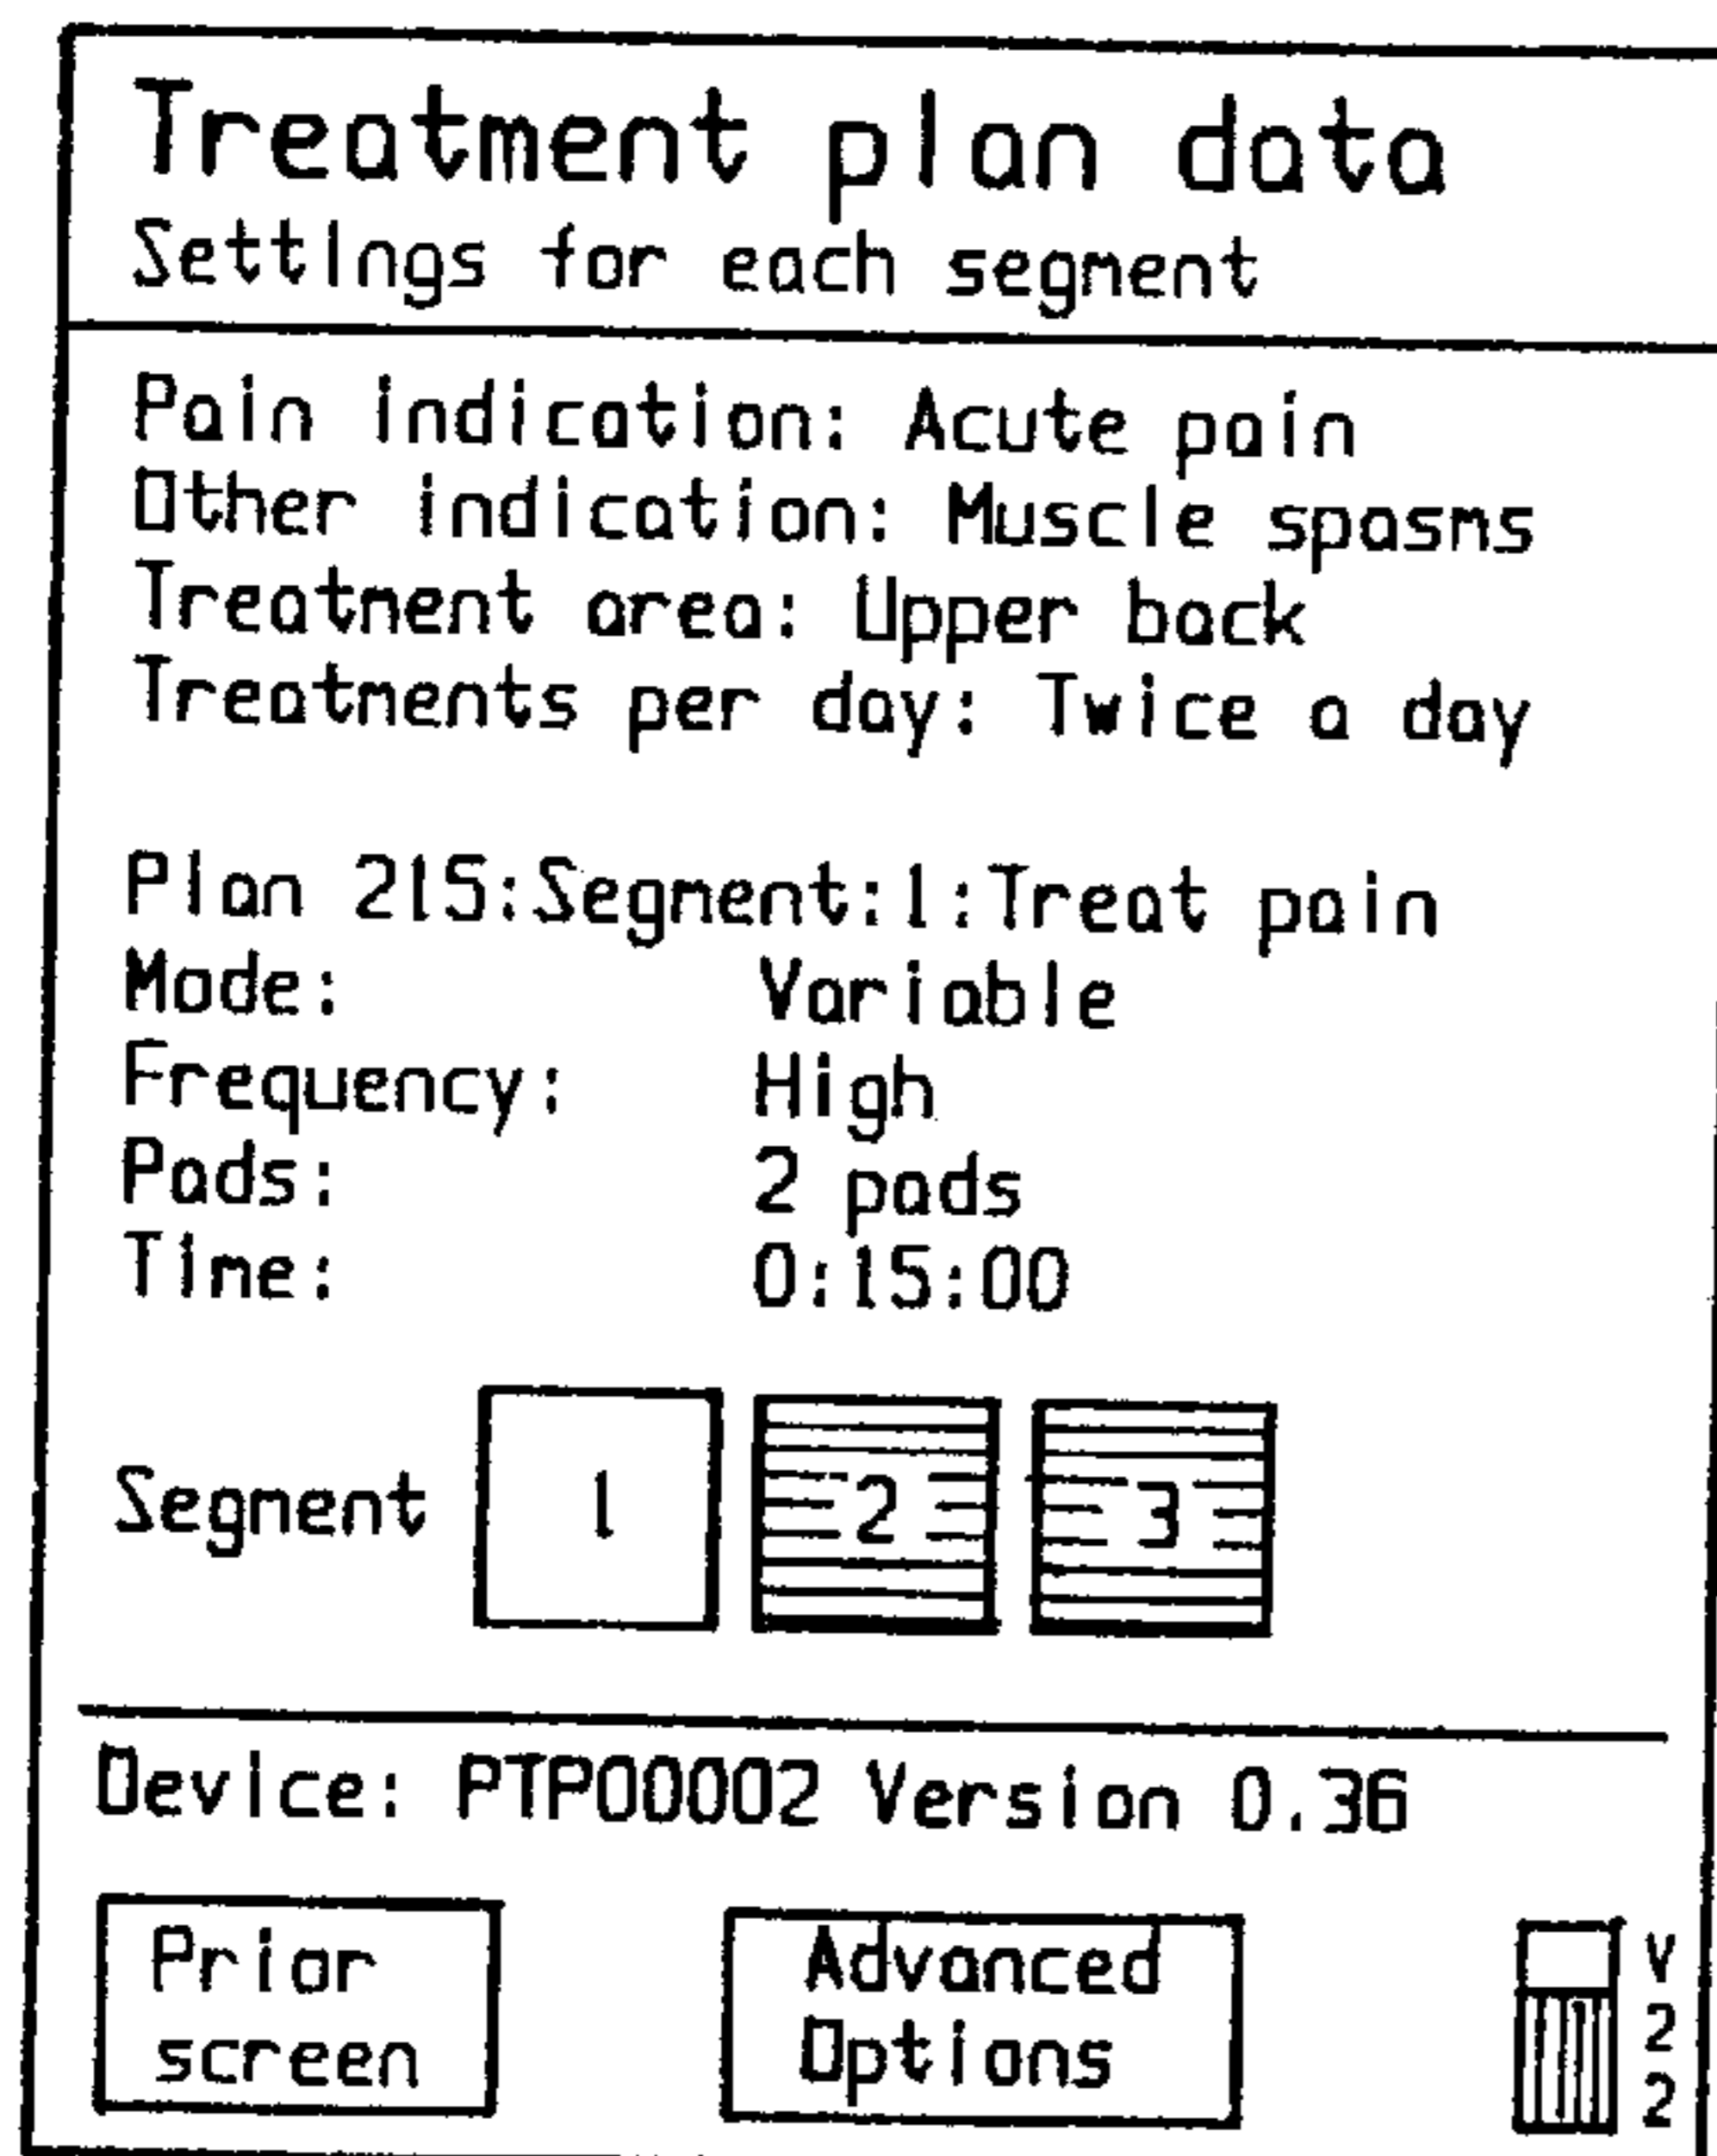 Treatment plan data
Settings for each segment
Pain indication: Acute pain
Other indication: Muscle spasms
Treatment area: Upper back
Treatments per day: Twice a day
Plan 215:Segment:1:Treat pain
Mode: Variable
Frequency: High
Pads: 2 pads
Time: 0:15:00
Segment 1 2 3
Device: PTP00002 Version 0.36
Prior
screen
Advanced
Options
V
2
2